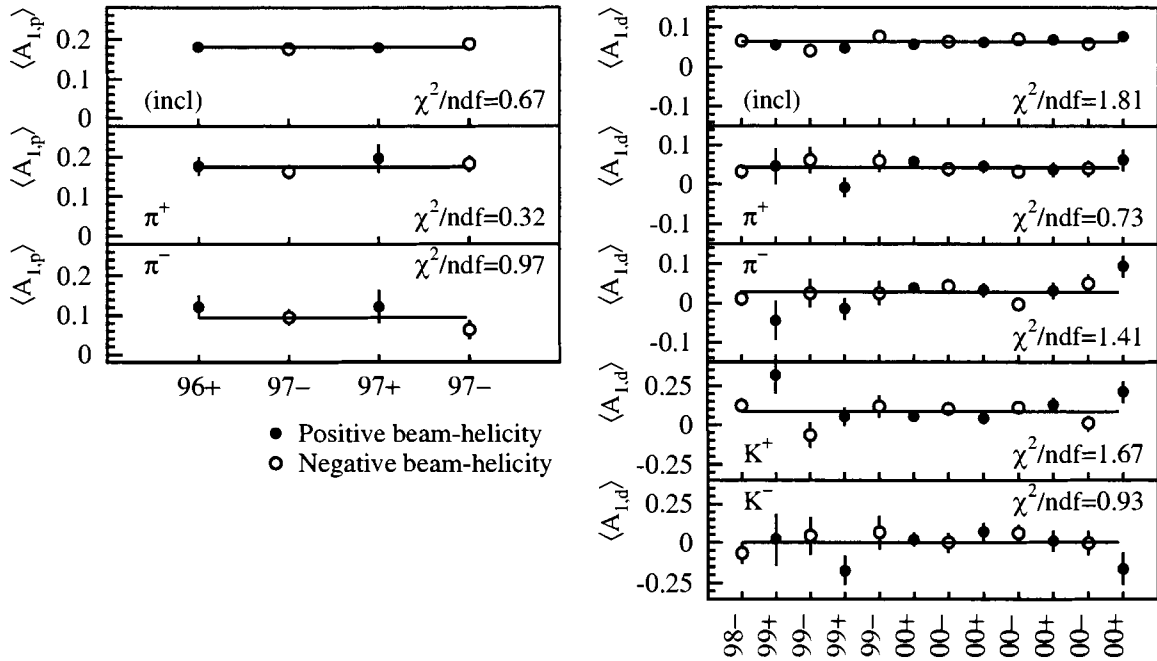 ⟨A1,p⟩
0.2
0.1
0
(incl)
χ²/ndf=0.67
⟨A1,p⟩
0.2
0.1
0
π⁺
χ²/ndf=0.32
⟨A1,p⟩
0.2
0.1
0
π⁻
χ²/ndf=0.97
96+
97-
97+
97-
Positive beam-helicity
Negative beam-helicity
⟨A1,d⟩
0.1
0
-0.1
(incl)
χ²/ndf=1.81
⟨A1,d⟩
0.1
0
-0.1
π⁺
χ²/ndf=0.73
⟨A1,d⟩
0.1
0
-0.1
π⁻
χ²/ndf=1.41
⟨A1,d⟩
0.25
0
-0.25
K⁺
χ²/ndf=1.67
⟨A1,d⟩
0.25
0
-0.25
K⁻
χ²/ndf=0.93
98-
99+
99-
99+
99-
00+
00-
00+
00-
00+
00-
00+